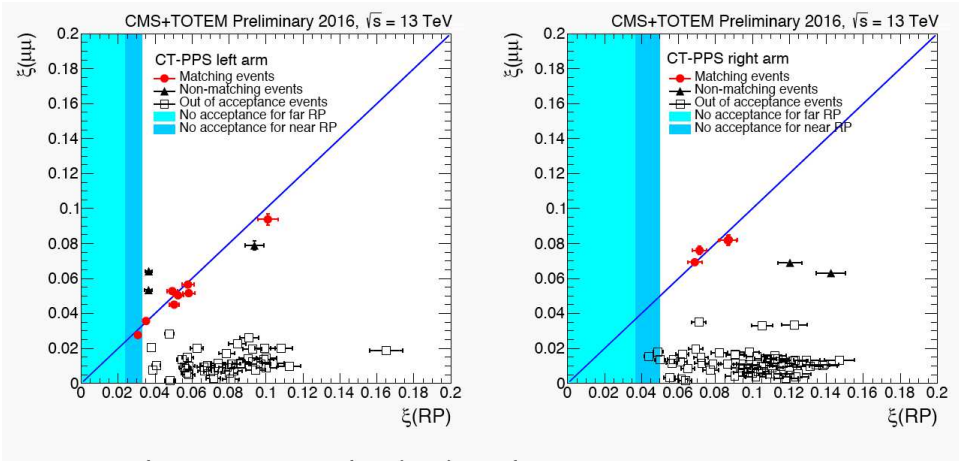 CMS+TOTEM Preliminary 2016, √s = 13 TeV
ξ(μμ)
0.2
0.18
0.16
0.14
0.12
0.1
0.08
0.06
0.04
0.02
0
CT-PPS left arm
Matching events
Non-matching events
Out of acceptance events
No acceptance for far RP
No acceptance for near RP
0 0.02 0.04 0.06 0.08 0.1 0.12 0.14 0.16 0.18 0.2
ξ(RP)
CMS+TOTEM Preliminary 2016, √s = 13 TeV
ξ(μμ)
0.2
0.18
0.16
0.14
0.12
0.1
0.08
0.06
0.04
0.02
0
CT-PPS right arm
Matching events
Non-matching events
Out of acceptance events
No acceptance for far RP
No acceptance for near RP
0 0.02 0.04 0.06 0.08 0.1 0.12 0.14 0.16 0.18 0.2
ξ(RP)